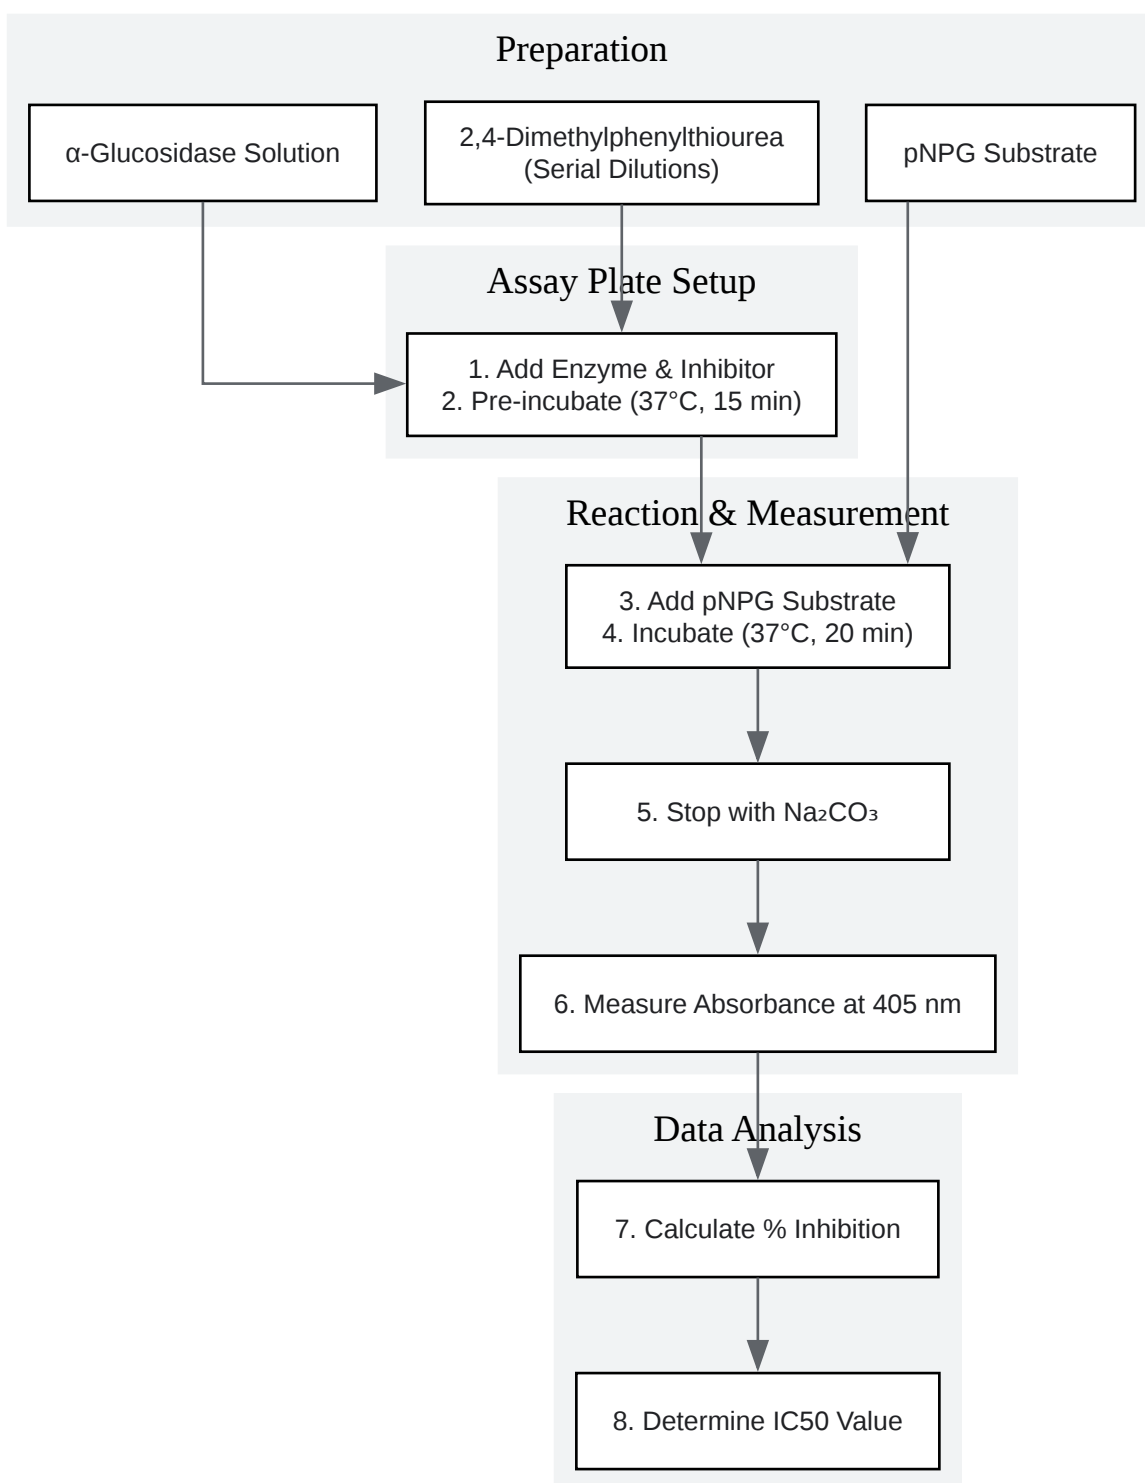 Preparation
α-Glucosidase Solution
2,4-Dimethylphenylthiourea
(Serial Dilutions)
pNPG Substrate
Assay Plate Setup
1. Add Enzyme & Inhibitor
2. Pre-incubate (37°C, 15 min)
Reaction & Measurement
3. Add pNPG Substrate
4. Incubate (37°C, 20 min)
5. Stop with Na₂CO₃
6. Measure Absorbance at 405 nm
Data Analysis
7. Calculate % Inhibition
8. Determine IC50 Value